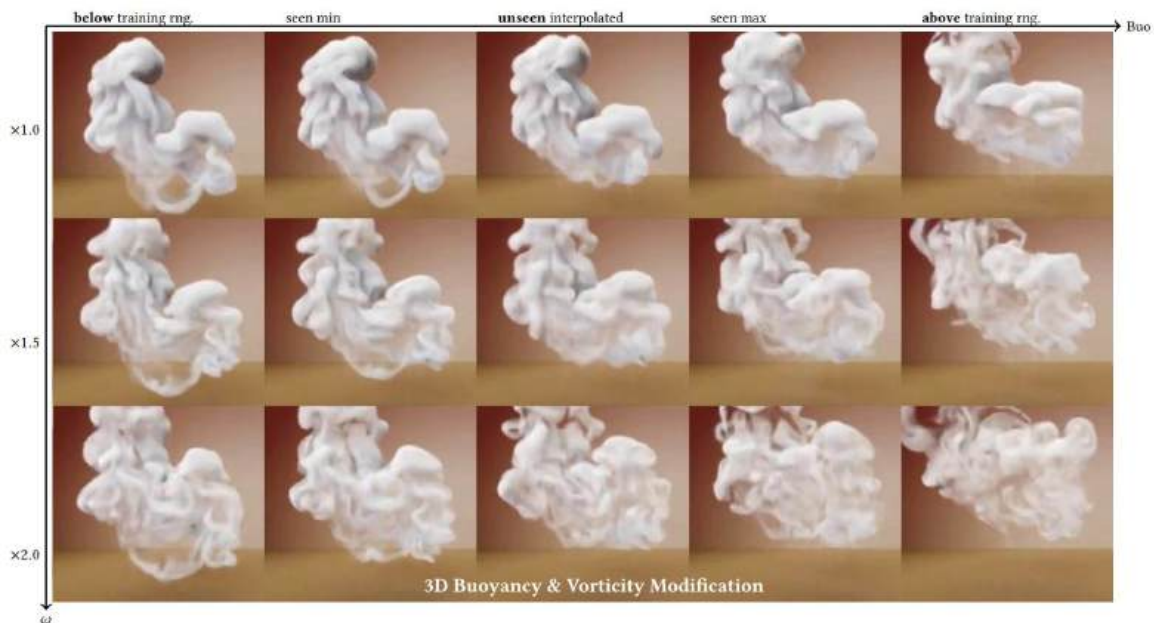 below training rng. seen min unseen interpolated seen max above training rng.
Buo
×1.0
×1.5
×2.0
3D Buoyancy & Vorticity Modification
ω